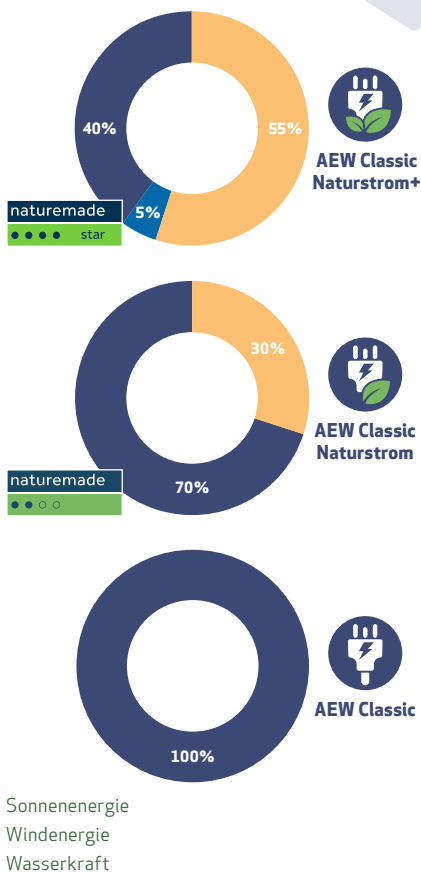 40%
55%
5%
naturemade
star
AEW Classic
Naturstrom+
30%
70%
naturemade
AEW Classic
Naturstrom
100%
AEW Classic
Sonnenenergie
Windenergie
Wasserkraft